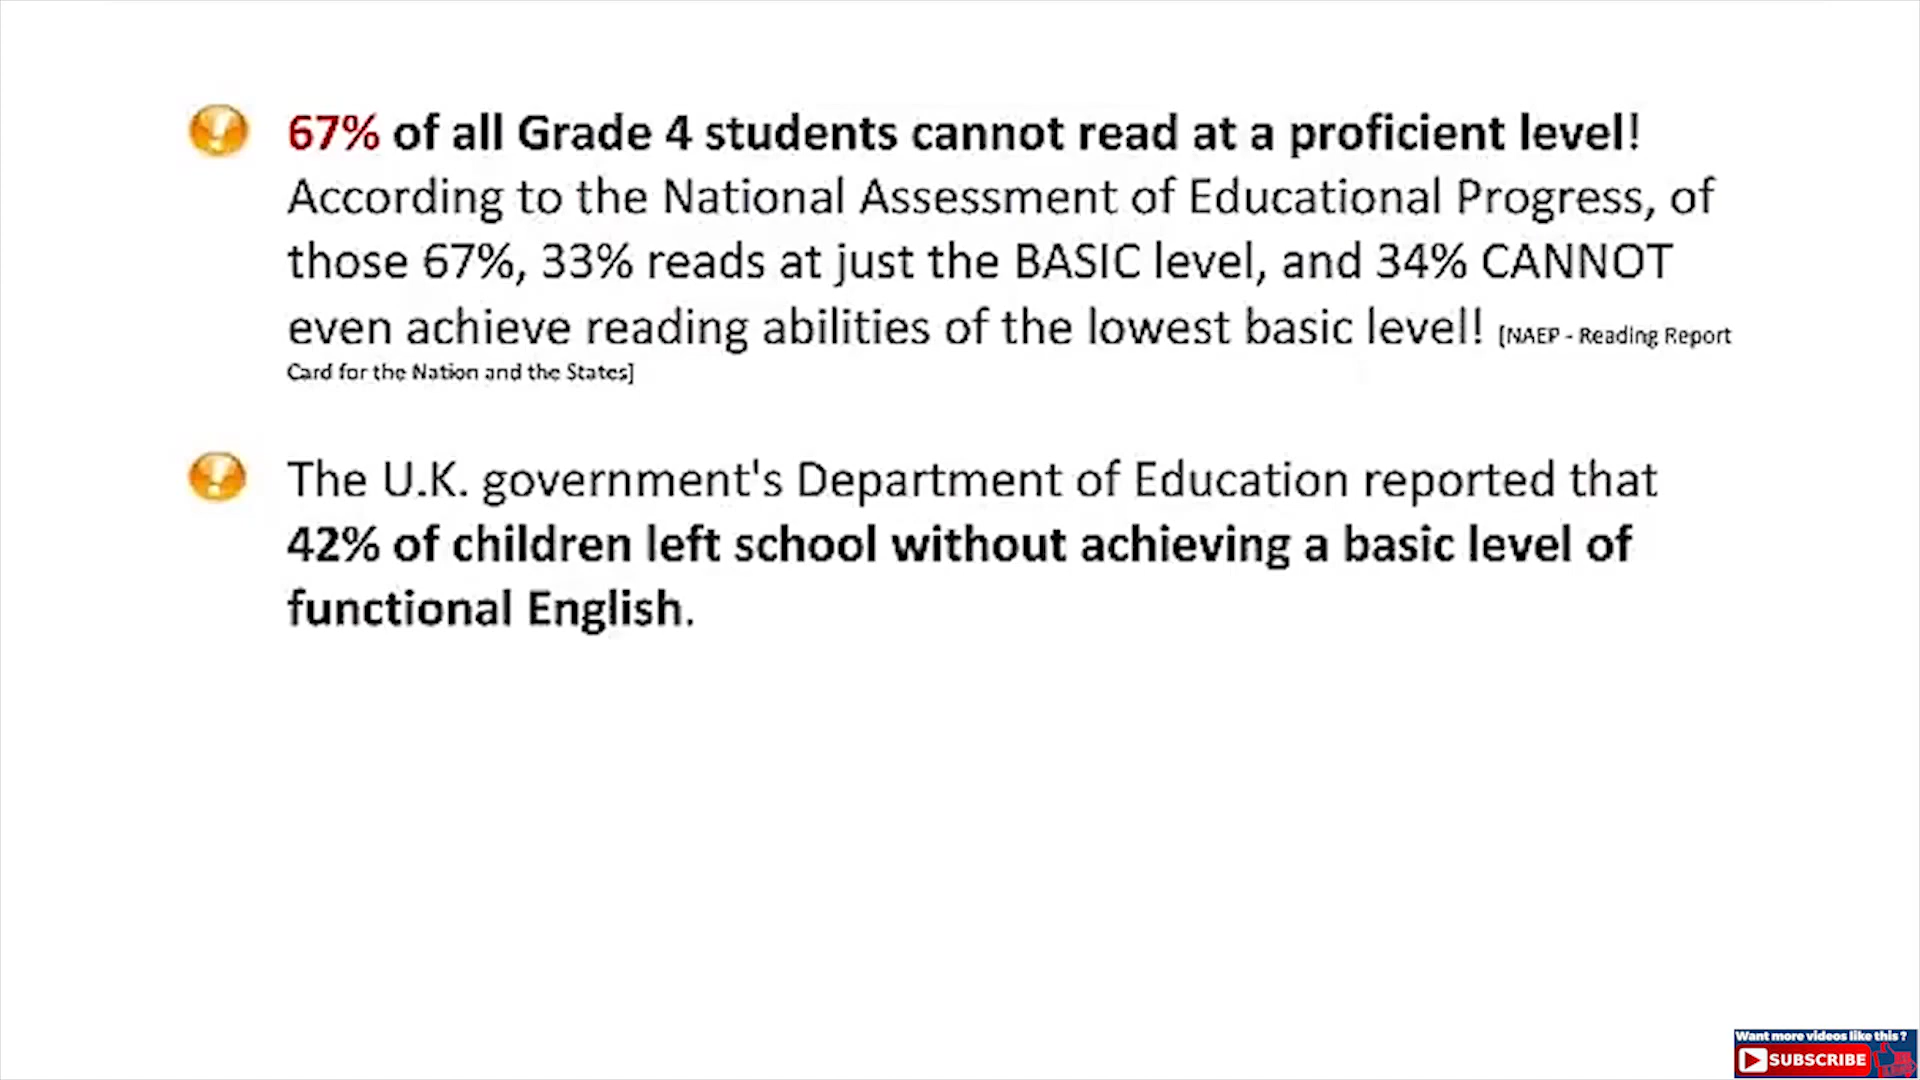 67% of all Grade 4 students cannot read at a proficient level!
According to the National Assessment of Educational Progress, of
those 67%, 33% reads at just the BASIC level, and 34% CANNOT
even achieve reading abilities of the lowest basic level! [NAEP - Reading Report
Card for the Nation and the States]
The U.K. government's Department of Education reported that
42% of children left school without achieving a basic level of
functional English.
Want more videos like this ?
SUBSCRIBE